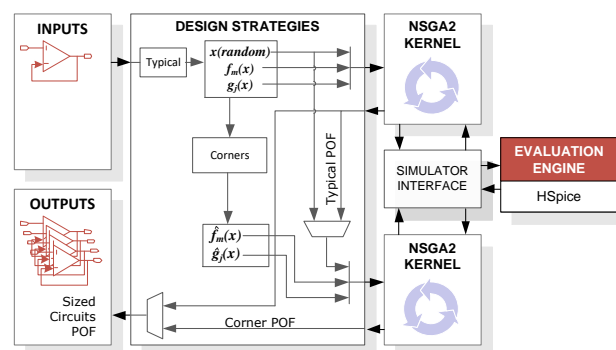 INPUTS
DESIGN STRATEGIES
Typical
x(random)
fm(x)
gj(x)
NSGA2
KERNEL
Corners
Typical POF
SIMULATOR
INTERFACE
EVALUATION
ENGINE
HSpice
OUTPUTS
Sized
Circuits
POF
f̂m(x)
ĝj(x)
NSGA2
KERNEL
Corner POF